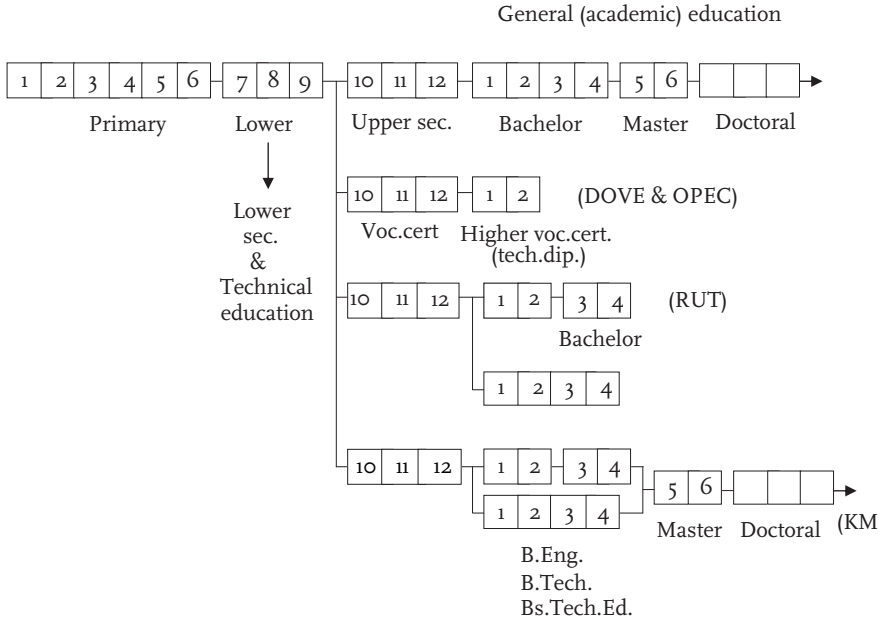 General (academic) education
1 2 3 4 5 6 7 8 9 10 11 12 1 2 3 4 5 6
Primary Lower Upper sec. Bachelor Master Doctoral
Lower
sec.
&
Technical
education
10 11 12 1 2 (DOVE & OPEC)
Voc.cert Higher voc.cert.
(tech.dip.)
10 11 12 1 2 3 4 (RUT)
Bachelor
1 2 3 4
10 11 12 1 2 3 4
5 6
1 2 3 4
Master Doctoral (KM
B.Eng.
B.Tech.
Bs.Tech.Ed.